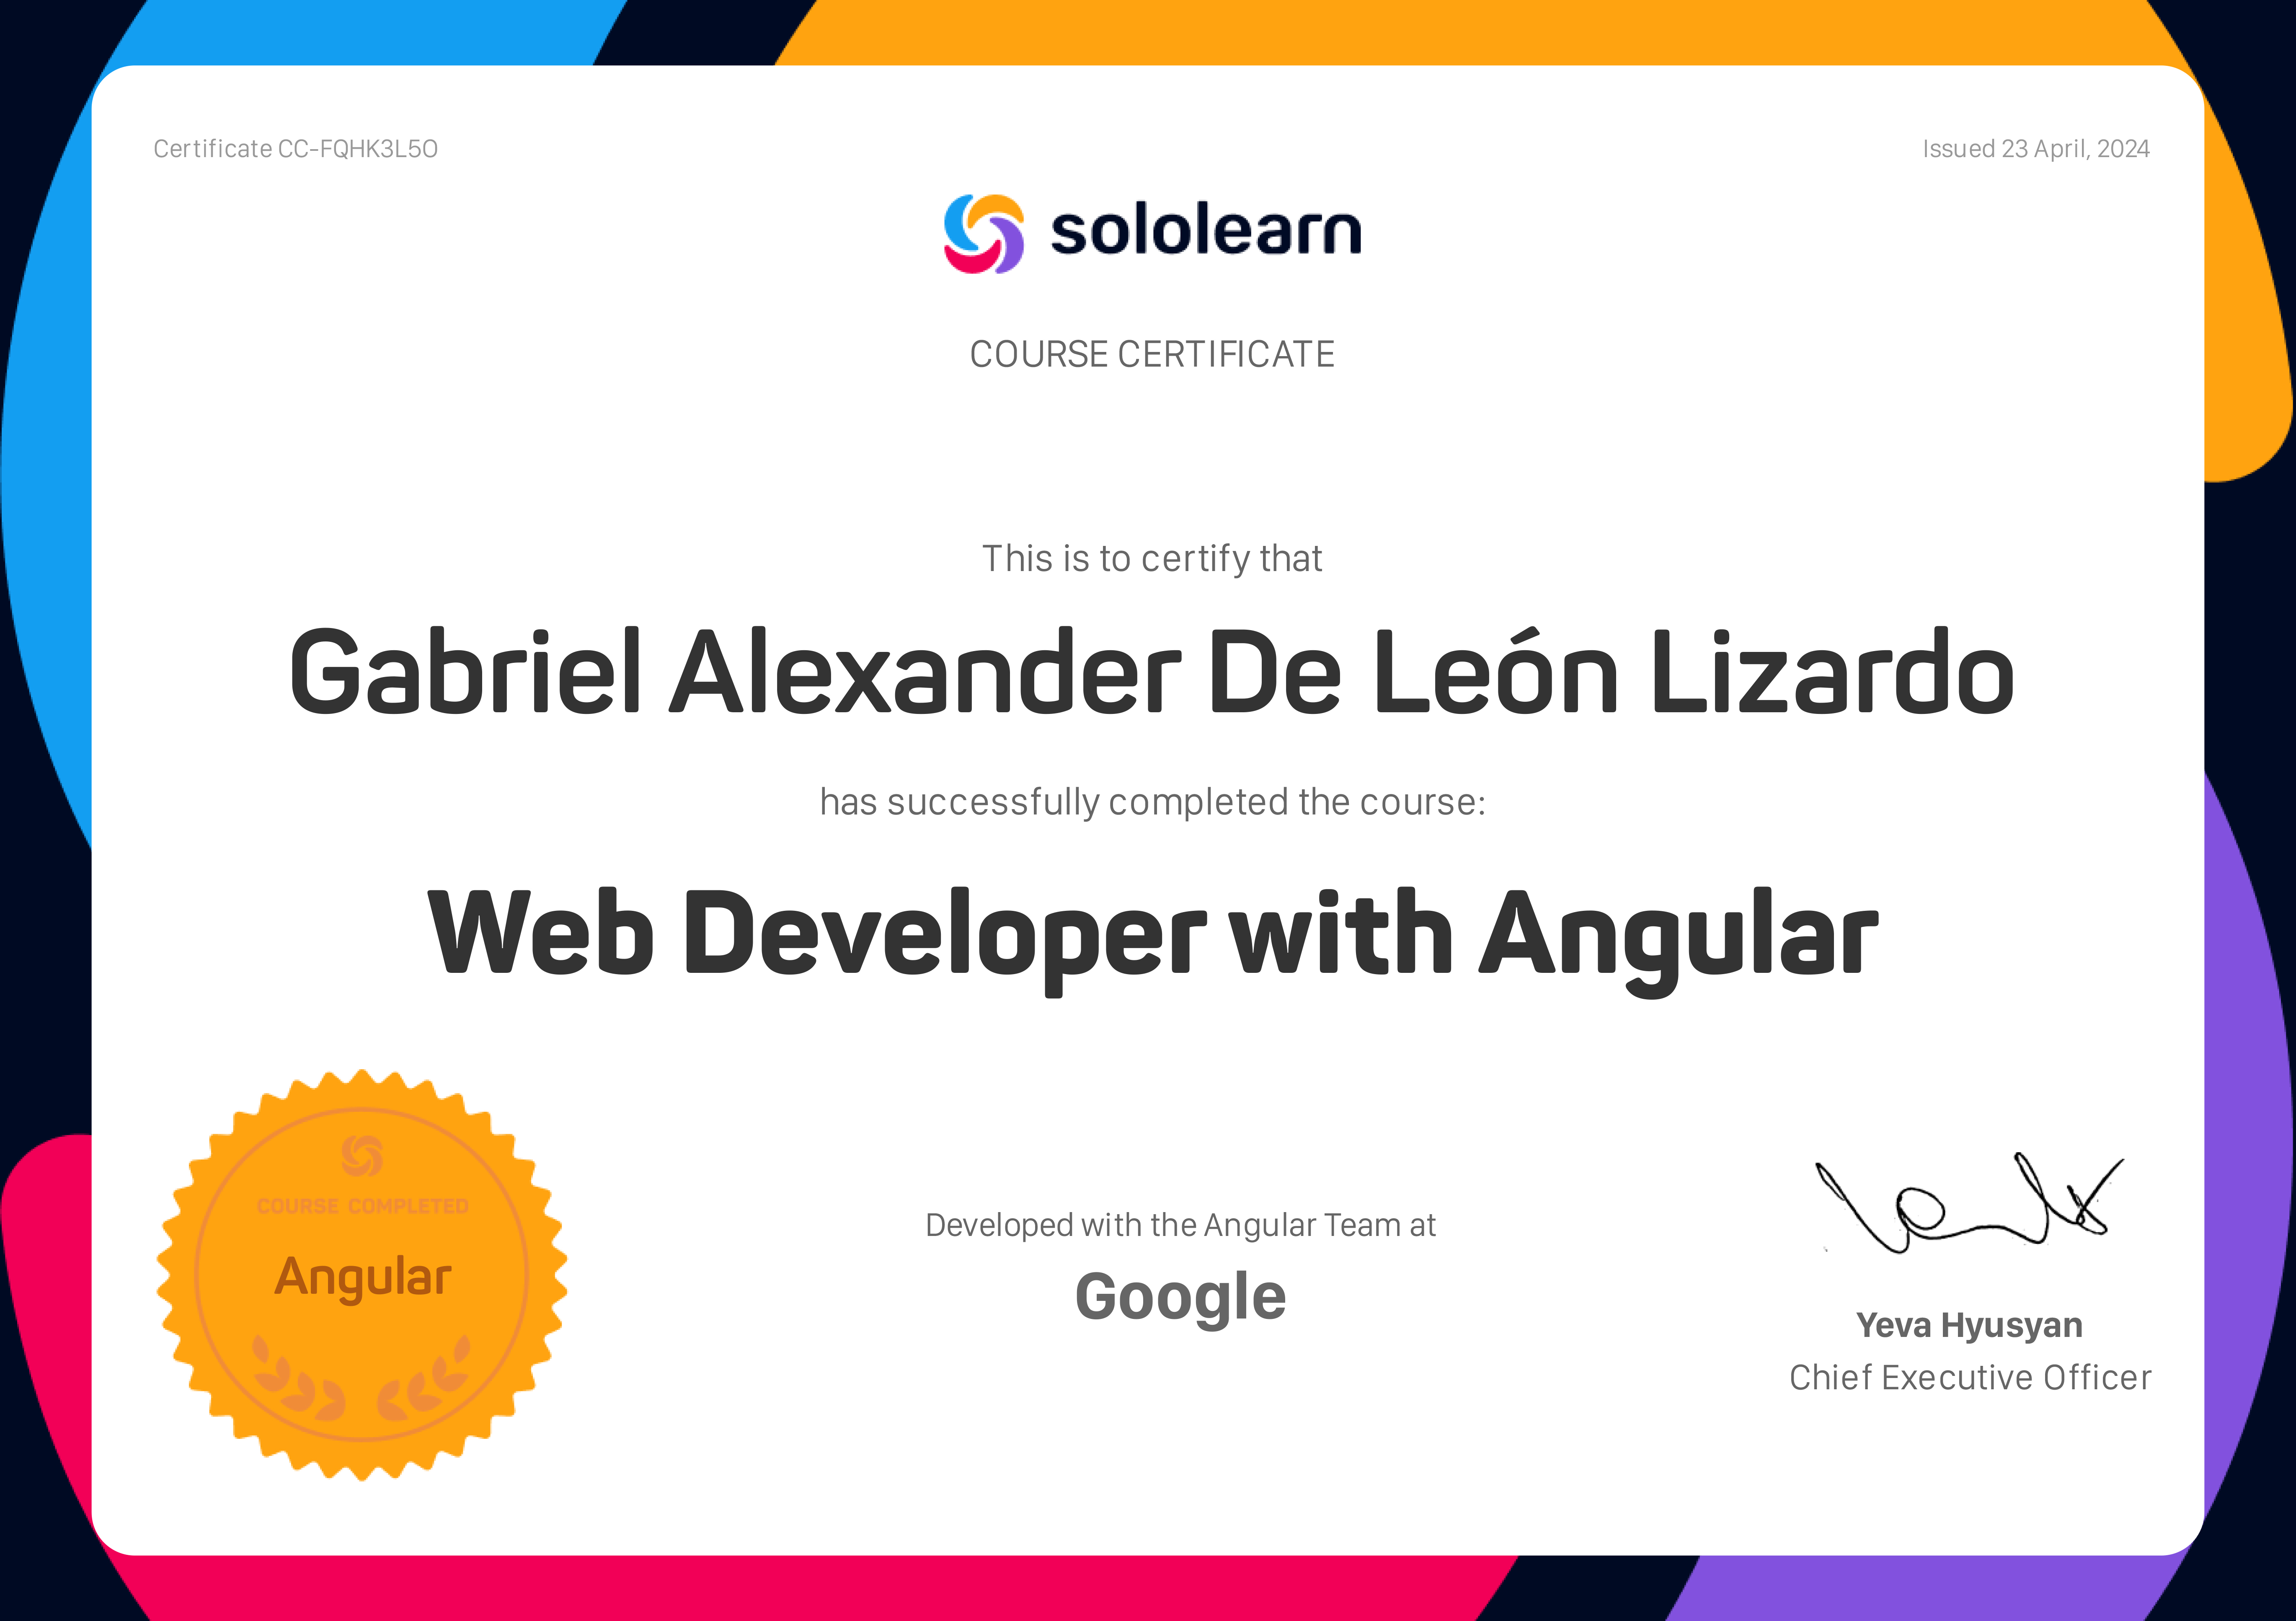 Certificate CC-FQHK3L5O
Issued 23 April, 2024
sololearn
COURSE CERTIFICATE
This is to certify that
Gabriel Alexander De León Lizardo
has successfully completed the course:
Web Developer with Angular
COURSE COMPLETED
Angular
Developed with the Angular Team at
Google
Yeva Hyusyan
Chief Executive Officer